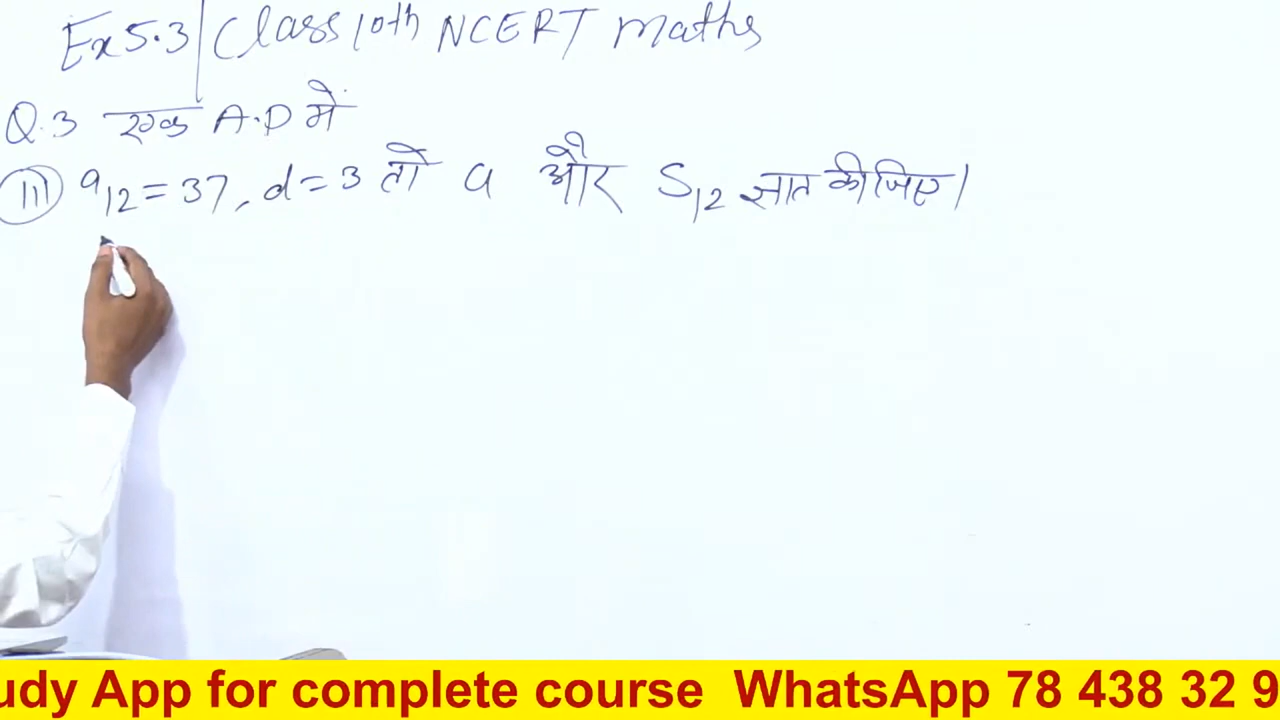 Ex 5.3 | Class 10th NCERT maths
Q.3 एक A.P में
(iii) a12 = 37, d = 3 तो a और S12 ज्ञात कीजिए।
udy App for complete course WhatsApp 78 438 32 9